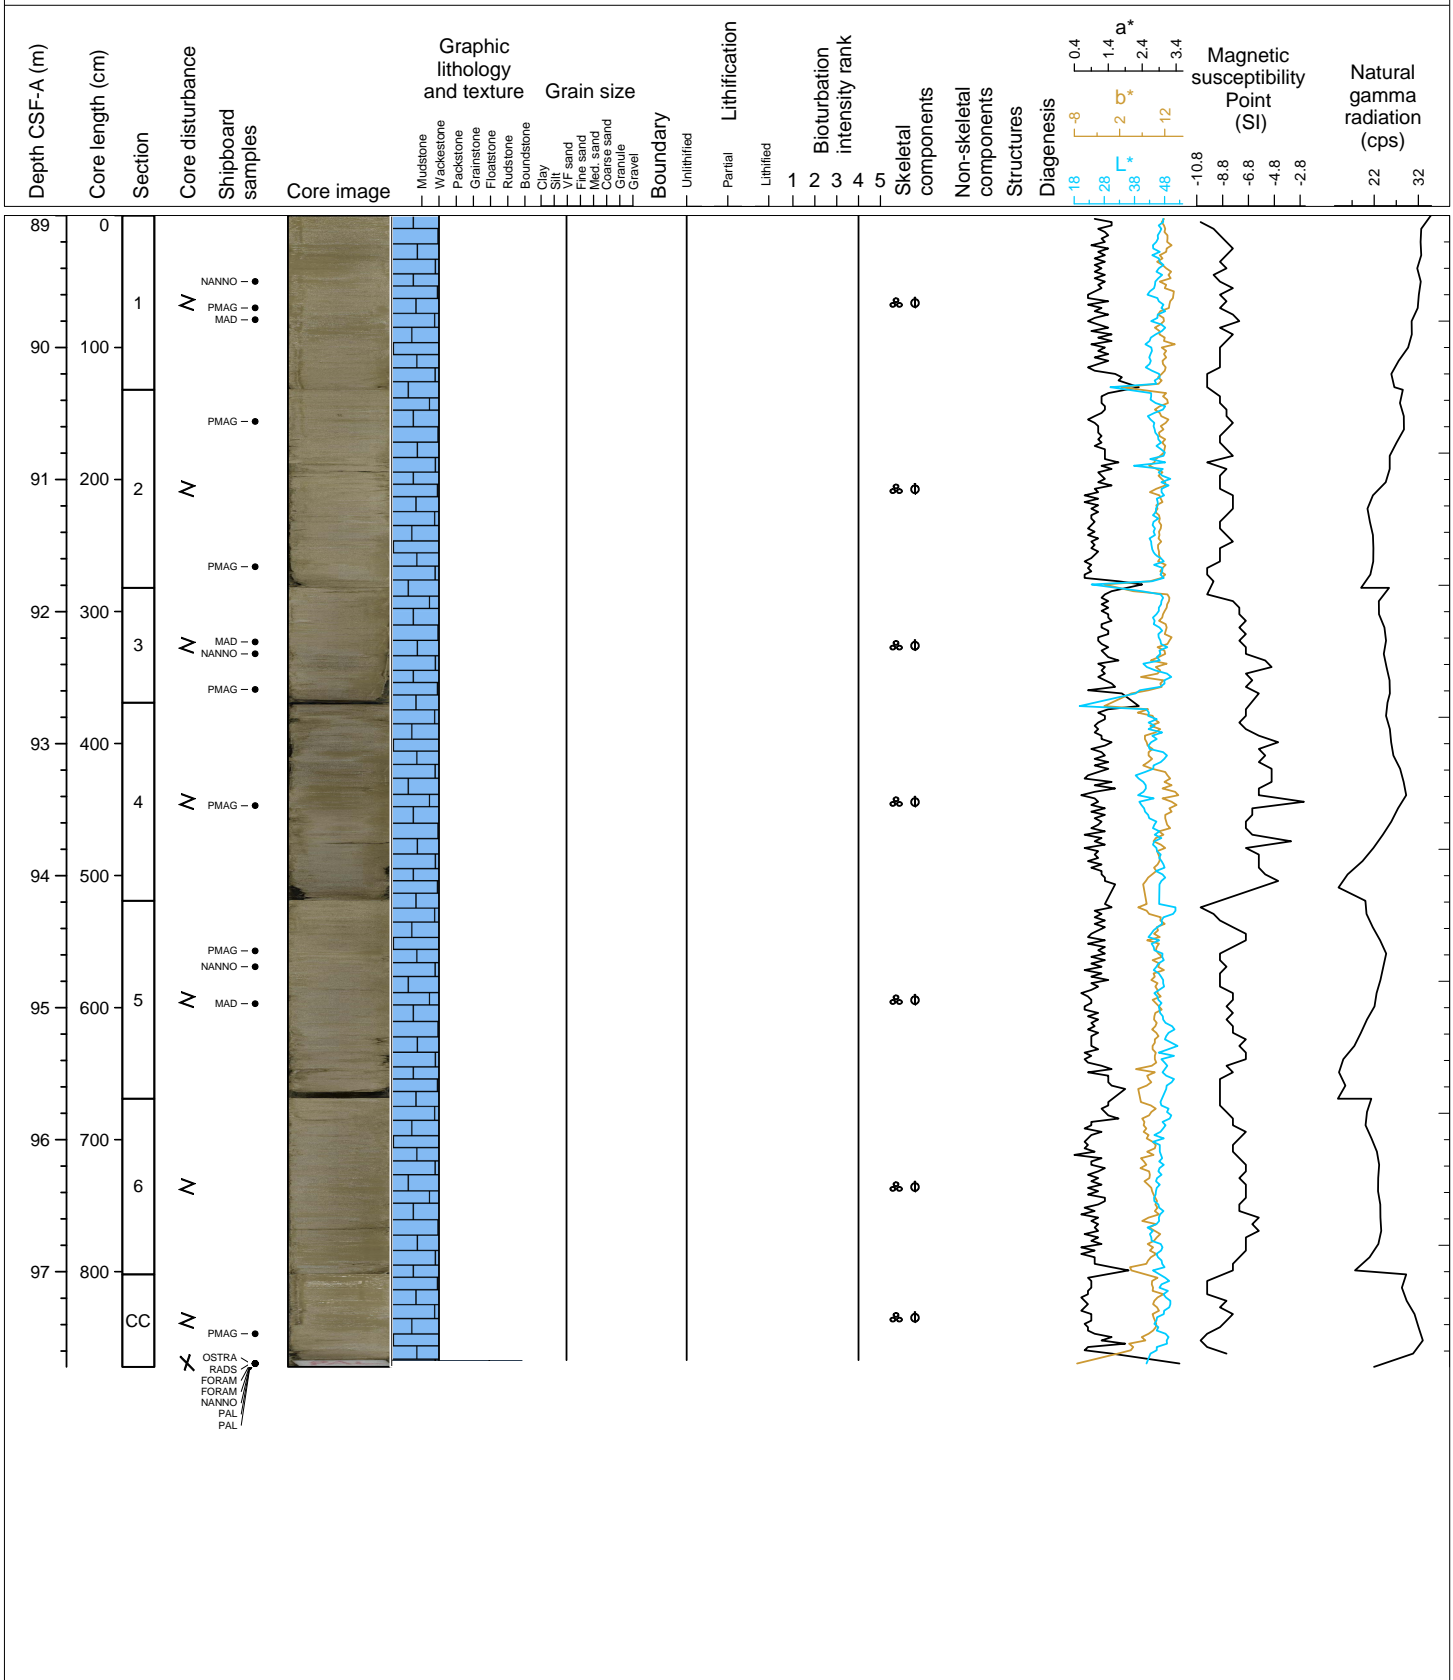 Depth CSF-A (m)
Core length (cm)
Section
Core disturbance
Shipboard
samples
Core image
Graphic
lithology
and texture
Mudstone
Wackestone
Packstone
Grainstone
Floatstone
Rudstone
Boundstone
Grain size
Clay
Silt
VF sand
Fine sand
Med. sand
Coarse sand
Granule
Gravel
Boundary
Lithification
Unlithified
Partial
Lithified
Bioturbation
intensity rank
1 2 3 4 5
Skeletal
components
Non-skeletal
components
Structures
Diagenesis
a*
0.4 1.4 2.4 3.4
b*
-8 2 12
L*
18 28 38 48
Magnetic
susceptibility
Point
(SI)
-10.8 -8.8 -6.8 -4.8 -2.8
Natural
gamma
radiation
(cps)
22 32
89 0
NANNO
1
PMAG
MAD
90 100
PMAG
91 200
2
PMAG
92 300
MAD
3
NANNO
PMAG
93 400
4
PMAG
94 500
PMAG
NANNO
5
MAD
95 600
96 700
6
97 800
CC
PMAG
OSTRA
RADS
FORAM
FORAM
NANNO
PAL
PAL